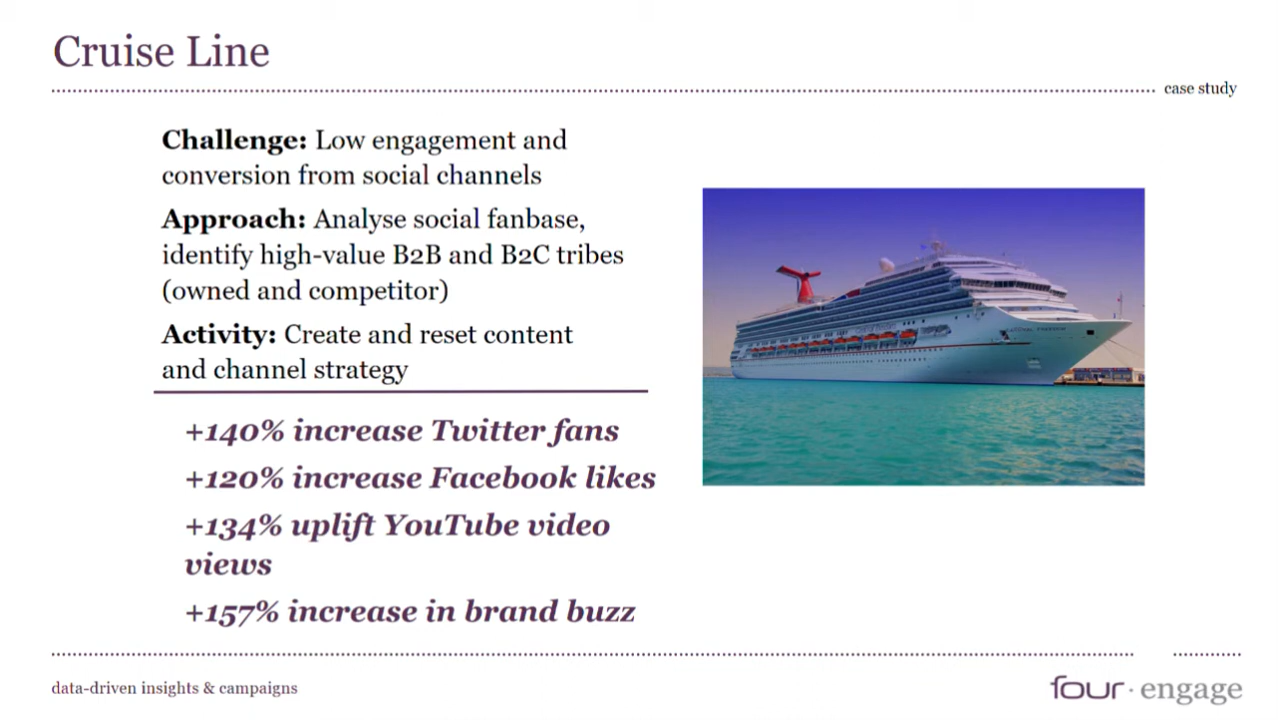 Cruise Line
case study
Challenge: Low engagement and
conversion from social channels
Approach: Analyse social fanbase,
identify high-value B2B and B2C tribes
(owned and competitor)
Activity: Create and reset content
and channel strategy
+140% increase Twitter fans
+120% increase Facebook likes
+134% uplift YouTube video
views
+157% increase in brand buzz
data-driven insights & campaigns
four · engage